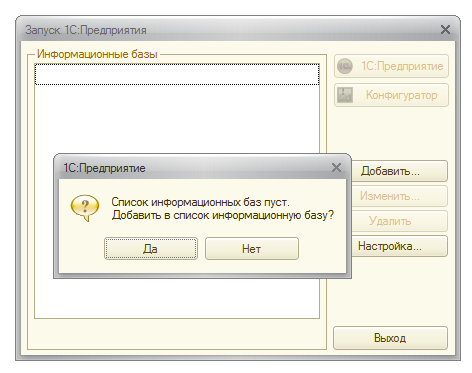 Запуск 1С:Предприятия
Информационные базы
1С:Предприятие
Конфигуратор
1С:Предприятие
Список информационных баз пуст.
Добавить в список информационную базу?
Да
Нет
Добавить...
Изменить...
Удалить
Настройка...
Выход